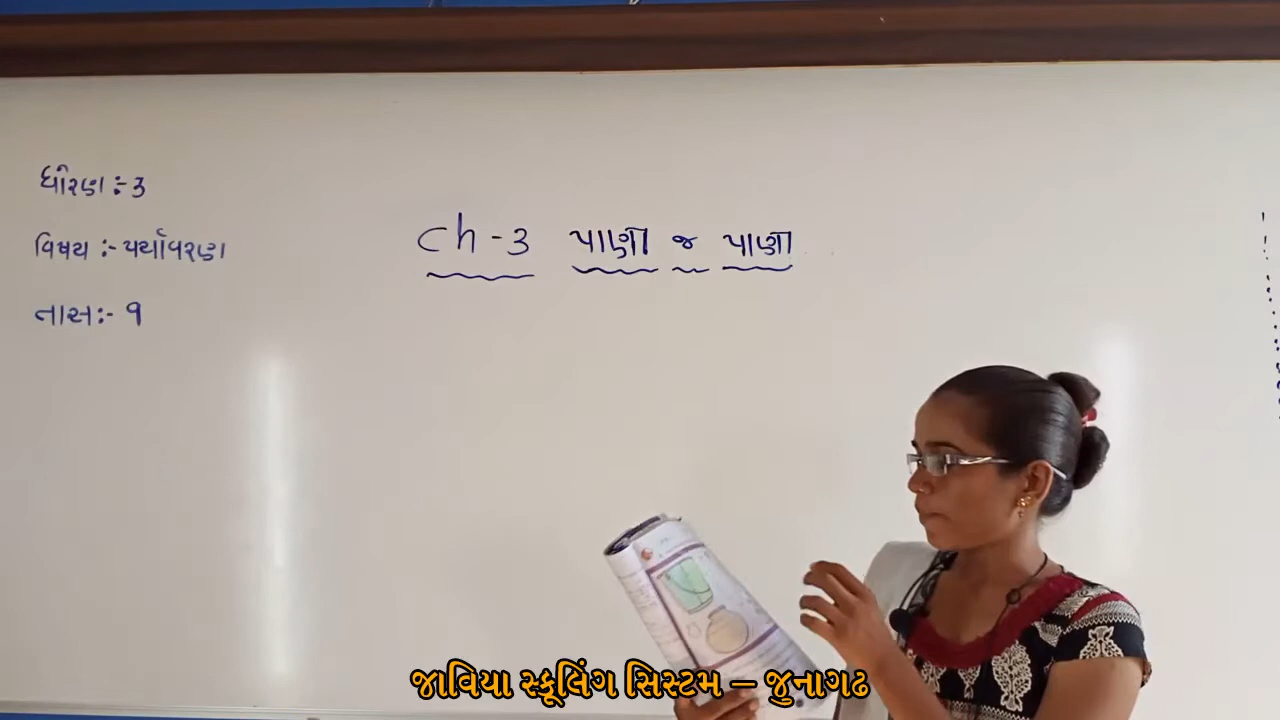 ધોરણ :- 3
Ch - 3 પાણી જ પાણી
વિષય :- પર્યાવરણ
તાસ :- ૧
જાવિયા સ્કૂલિંગ સિસ્ટમ – જુનાગઢ